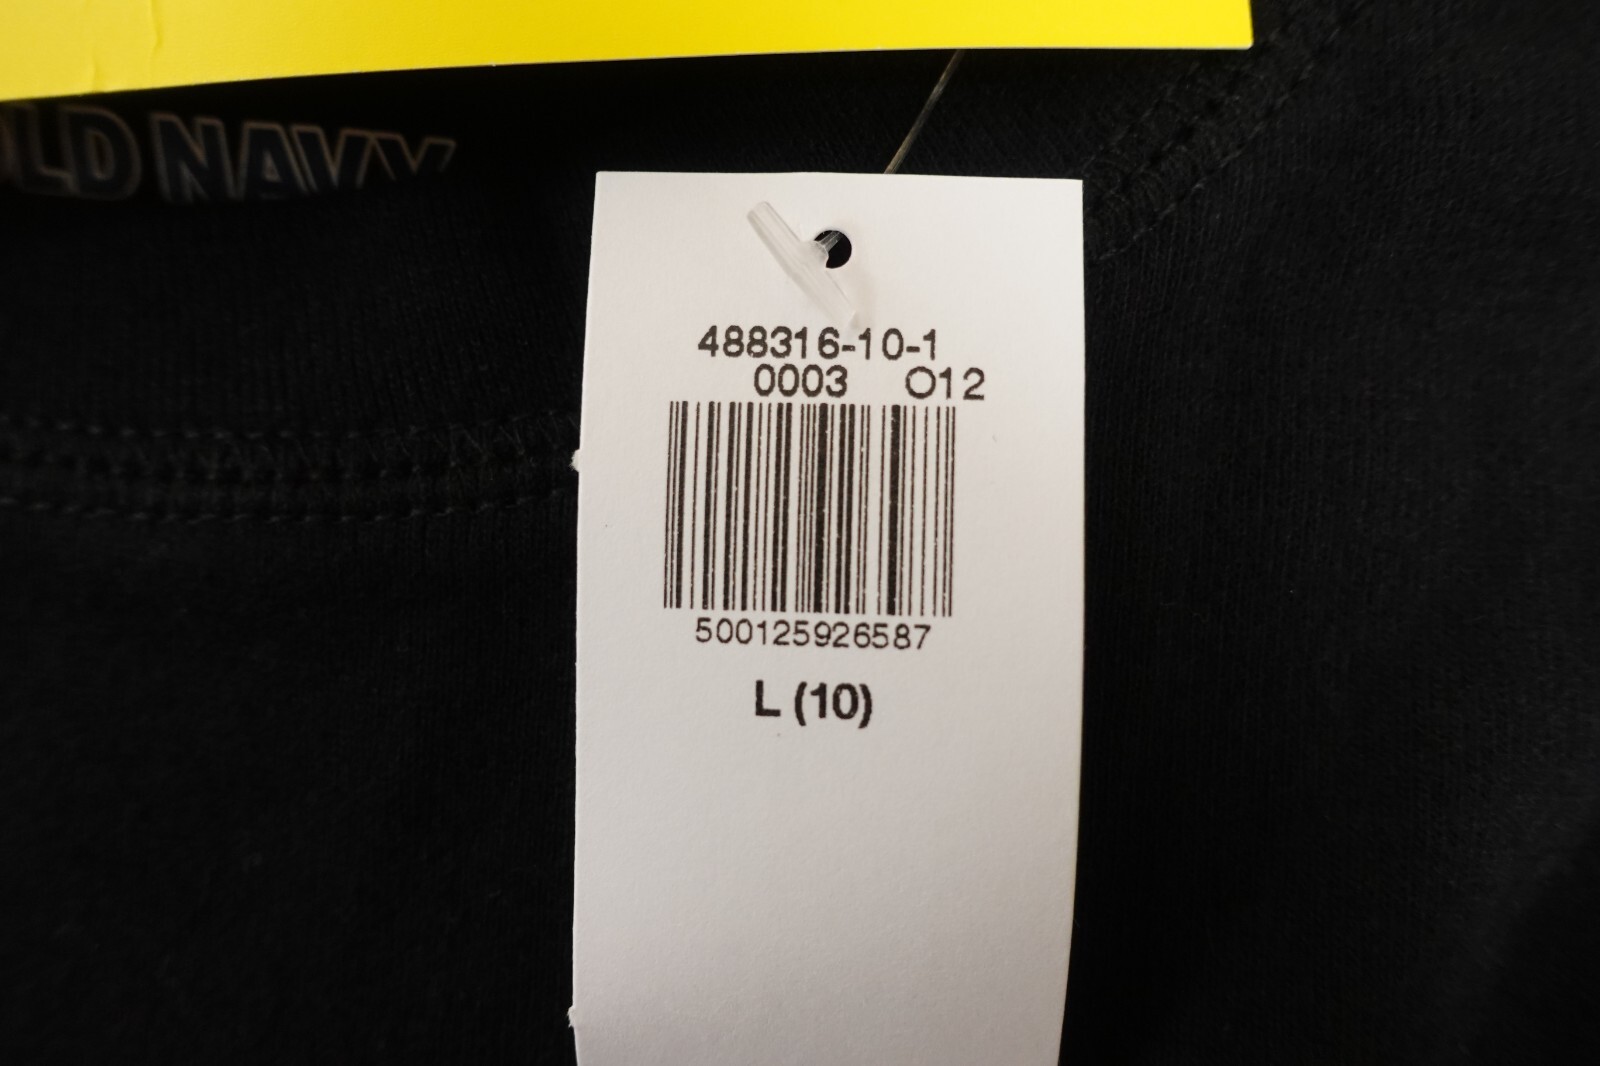 OLD NAVY
488316-10-1
0003 O12
500125926587
L (10)